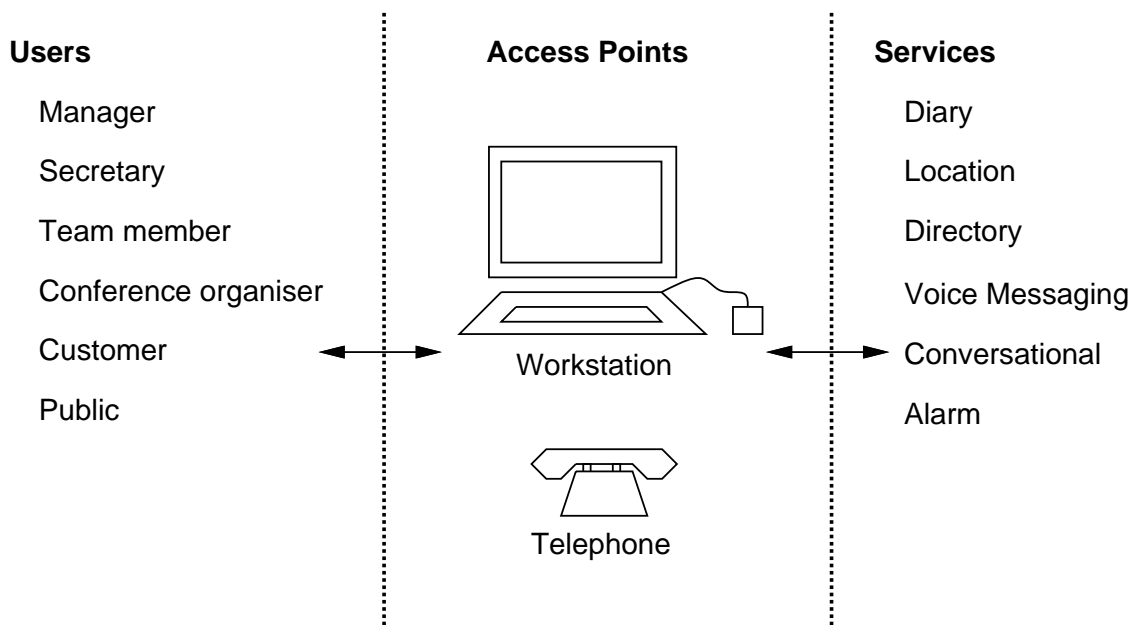 Users
Manager
Secretary
Team member
Conference organiser
Customer
Public
Access Points
Workstation
Telephone
Services
Diary
Location
Directory
Voice Messaging
Conversational
Alarm